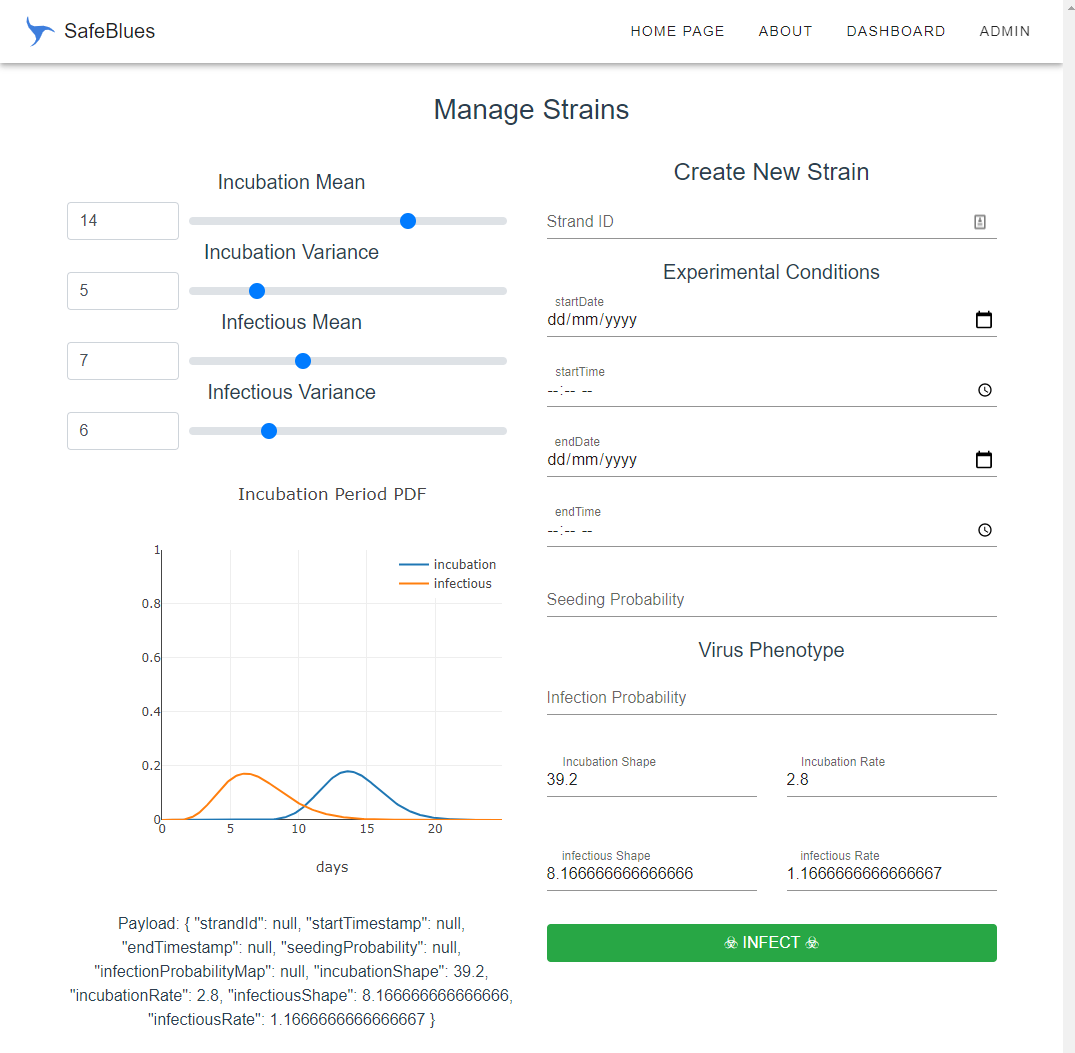 SafeBlues
HOME PAGE ABOUT DASHBOARD ADMIN
Manage Strains
Incubation Mean
14
Incubation Variance
5
Infectious Mean
7
Infectious Variance
6
Incubation Period PDF
1
0.8
0.6
0.4
0.2
0
0 5 10 15 20
incubation
infectious
days
Payload: { "strandId": null, "startTimestamp": null,
"endTimestamp": null, "seedingProbability": null,
"infectionProbabilityMap": null, "incubationShape": 39.2,
"incubationRate": 2.8, "infectiousShape": 8.166666666666666,
"infectiousRate": 1.1666666666666667 }
Create New Strain
Strand ID
Experimental Conditions
startDate
dd/mm/yyyy
startTime
--:-- --
endDate
dd/mm/yyyy
endTime
--:-- --
Seeding Probability
Virus Phenotype
Infection Probability
Incubation Shape Incubation Rate
39.2 2.8
infectious Shape infectious Rate
8.166666666666666 1.1666666666666667
☣ INFECT ☣